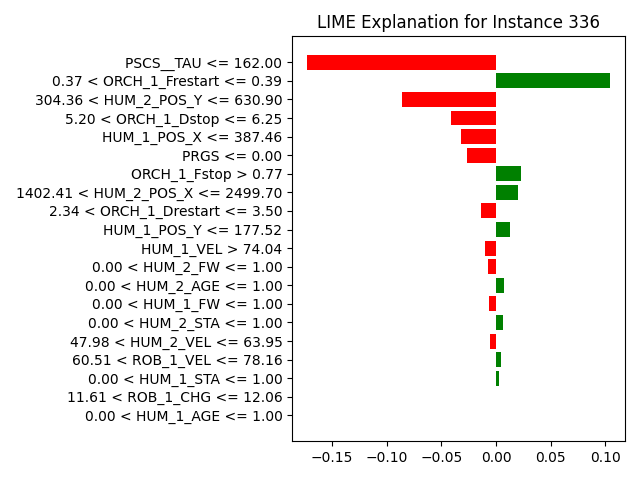 LIME Explanation for Instance 336
PSCS__TAU <= 162.00
0.37 < ORCH_1_Frestart <= 0.39
304.36 < HUM_2_POS_Y <= 630.90
5.20 < ORCH_1_Dstop <= 6.25
HUM_1_POS_X <= 387.46
PRGS <= 0.00
ORCH_1_Fstop > 0.77
1402.41 < HUM_2_POS_X <= 2499.70
2.34 < ORCH_1_Drestart <= 3.50
HUM_1_POS_Y <= 177.52
HUM_1_VEL > 74.04
0.00 < HUM_2_FW <= 1.00
0.00 < HUM_2_AGE <= 1.00
0.00 < HUM_1_FW <= 1.00
0.00 < HUM_2_STA <= 1.00
47.98 < HUM_2_VEL <= 63.95
60.51 < ROB_1_VEL <= 78.16
0.00 < HUM_1_STA <= 1.00
11.61 < ROB_1_CHG <= 12.06
0.00 < HUM_1_AGE <= 1.00
−0.15 −0.10 −0.05 0.00 0.05 0.10